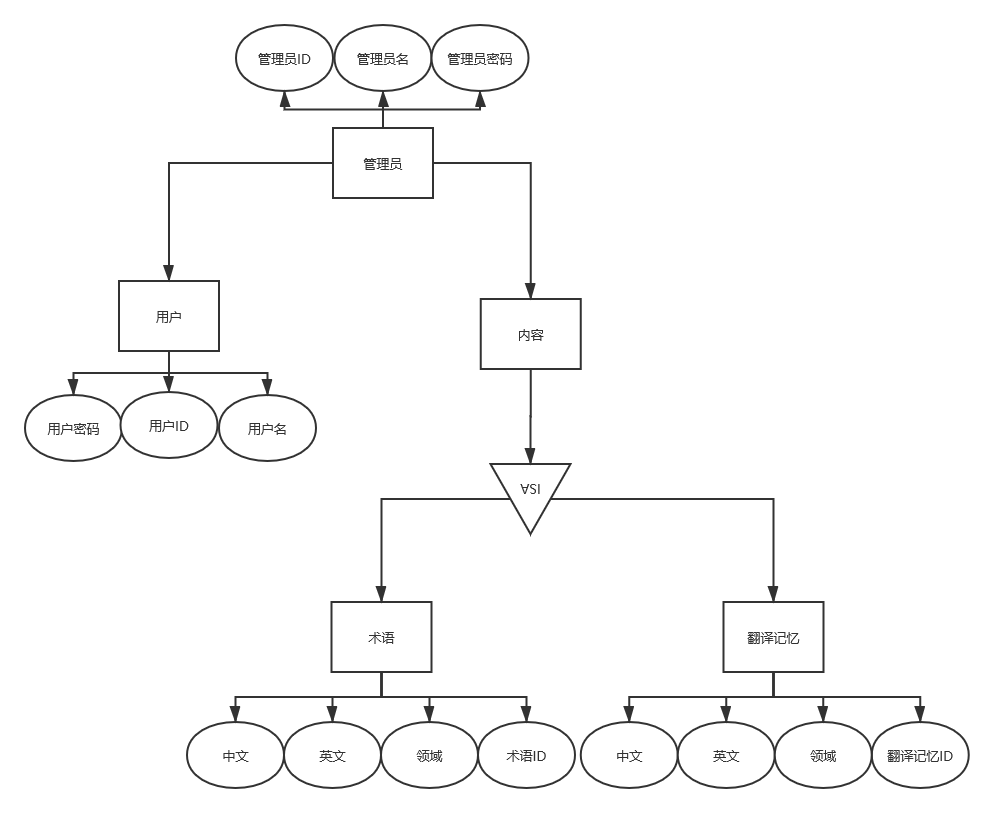 管理员ID
管理员名
管理员密码
管理员
用户
内容
用户密码
用户ID
用户名
ISA
术语
翻译记忆
中文
英文
领域
术语ID
中文
英文
领域
翻译记忆ID